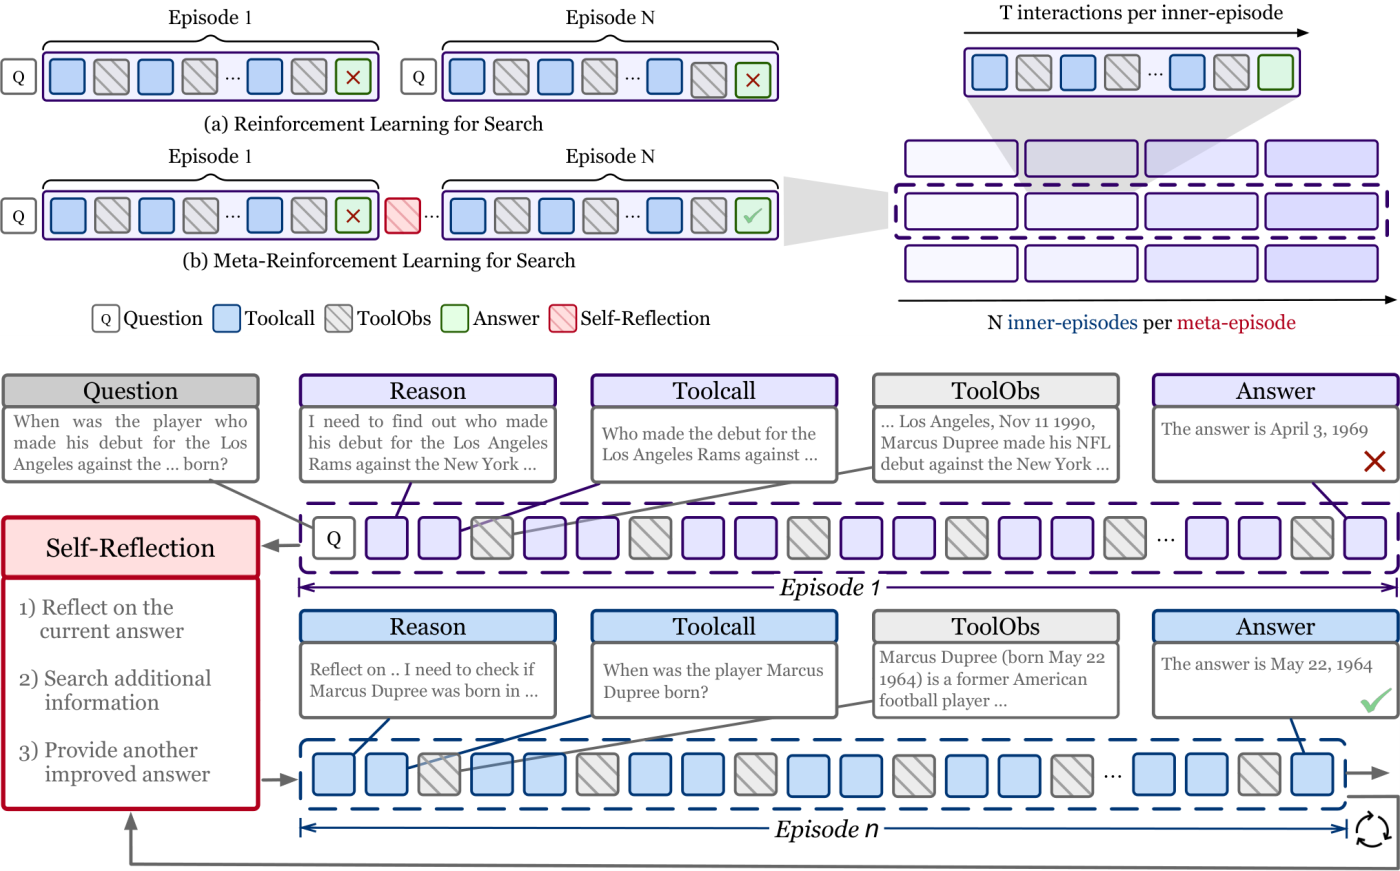 Episode 1
Episode N
T interactions per inner-episode
Q
...
Q
...
...
(a) Reinforcement Learning for Search
Episode 1
Episode N
Q
...
...
...
(b) Meta-Reinforcement Learning for Search
Q Question
Toolcall
ToolObs
Answer
Self-Reflection
N inner-episodes per meta-episode
Question
When was the player who
made his debut for the Los
Angeles against the ... born?
Reason
I need to find out who made
his debut for the Los Angeles
Rams against the New York ...
Toolcall
Who made the debut for the
Los Angeles Rams against ...
ToolObs
... Los Angeles, Nov 11 1990,
Marcus Dupree made his NFL
debut against the New York ...
Answer
The answer is April 3, 1969
Q
...
Episode 1
Self-Reflection
1) Reflect on the
current answer
2) Search additional
information
3) Provide another
improved answer
Reason
Reflect on .. I need to check if
Marcus Dupree was born in ...
Toolcall
When was the player Marcus
Dupree born?
ToolObs
Marcus Dupree (born May 22
1964) is a former American
football player ...
Answer
The answer is May 22, 1964
...
Episode n